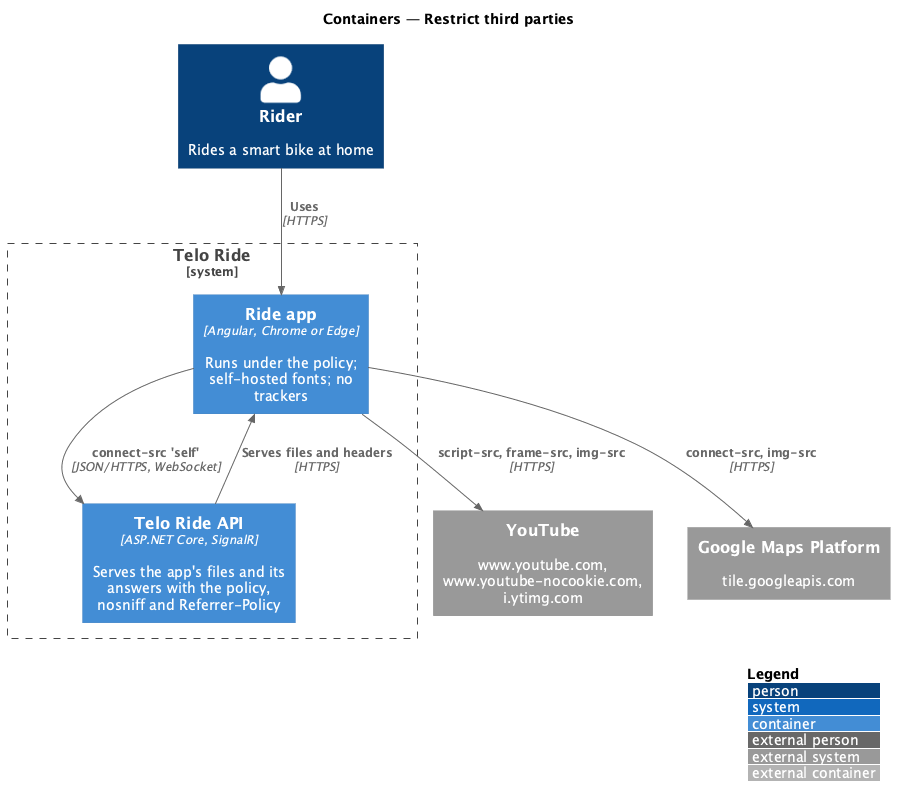 Containers — Restrict third parties
Rider
Rides a smart bike at home
Uses
[HTTPS]
Telo Ride
[system]
Ride app
[Angular, Chrome or Edge]
Runs under the policy;
self-hosted fonts; no
trackers
connect-src 'self'
[JSON/HTTPS, WebSocket]
Serves files and headers
[HTTPS]
script-src, frame-src, img-src
[HTTPS]
connect-src, img-src
[HTTPS]
Telo Ride API
[ASP.NET Core, SignalR]
Serves the app's files and its
answers with the policy,
nosniff and Referrer-Policy
YouTube
www.youtube.com,
www.youtube-nocookie.com,
i.ytimg.com
Google Maps Platform
tile.googleapis.com
Legend
person
system
container
external person
external system
external container